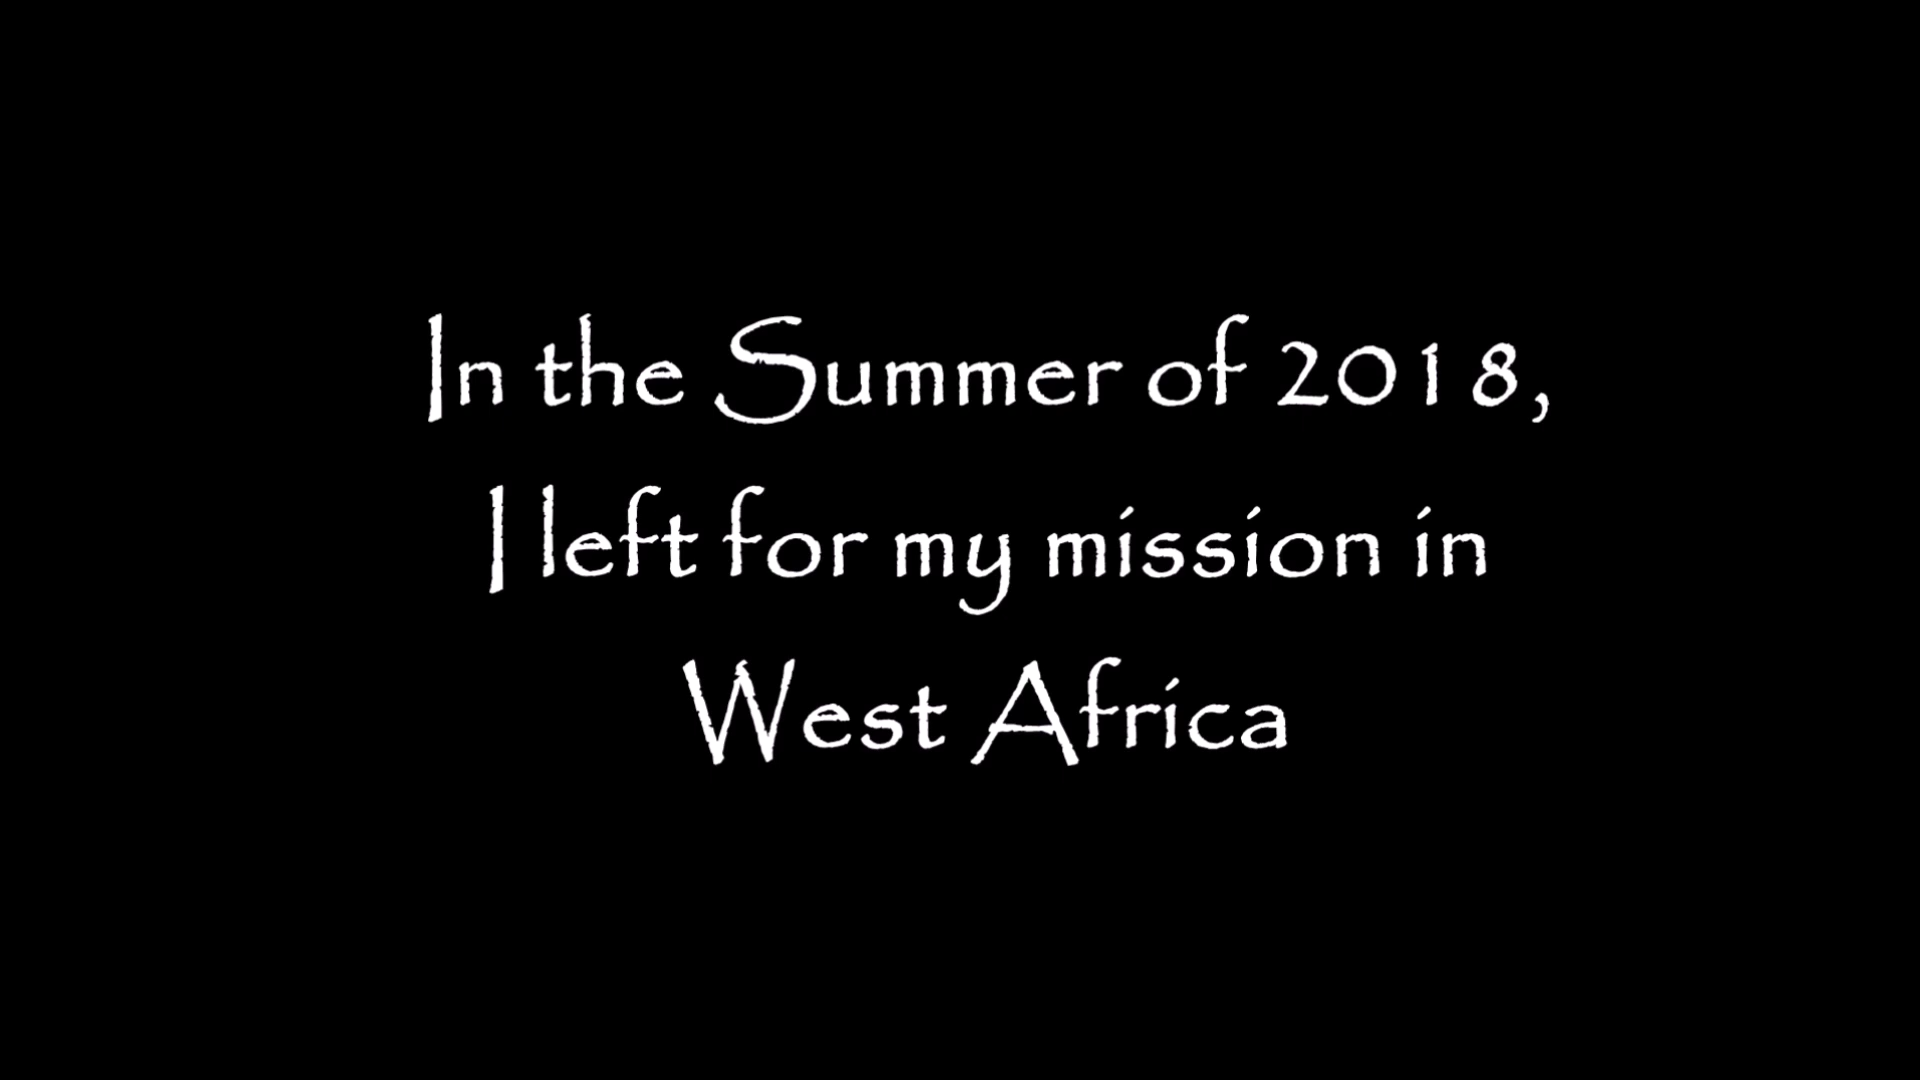 In the Summer of 2018,
I left for my mission in
West Africa